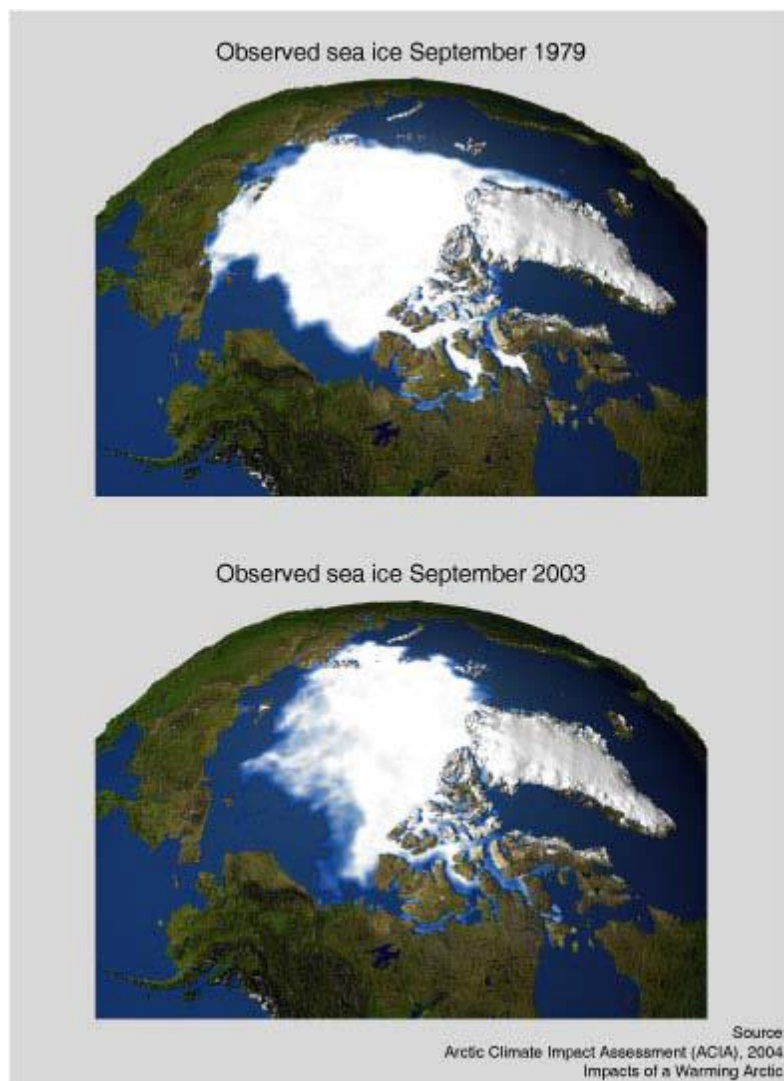 Observed sea ice September 1979
Observed sea ice September 2003
Source
Arctic Climate Impact Assessment (ACIA), 2004
Impacts of a Warming Arctic